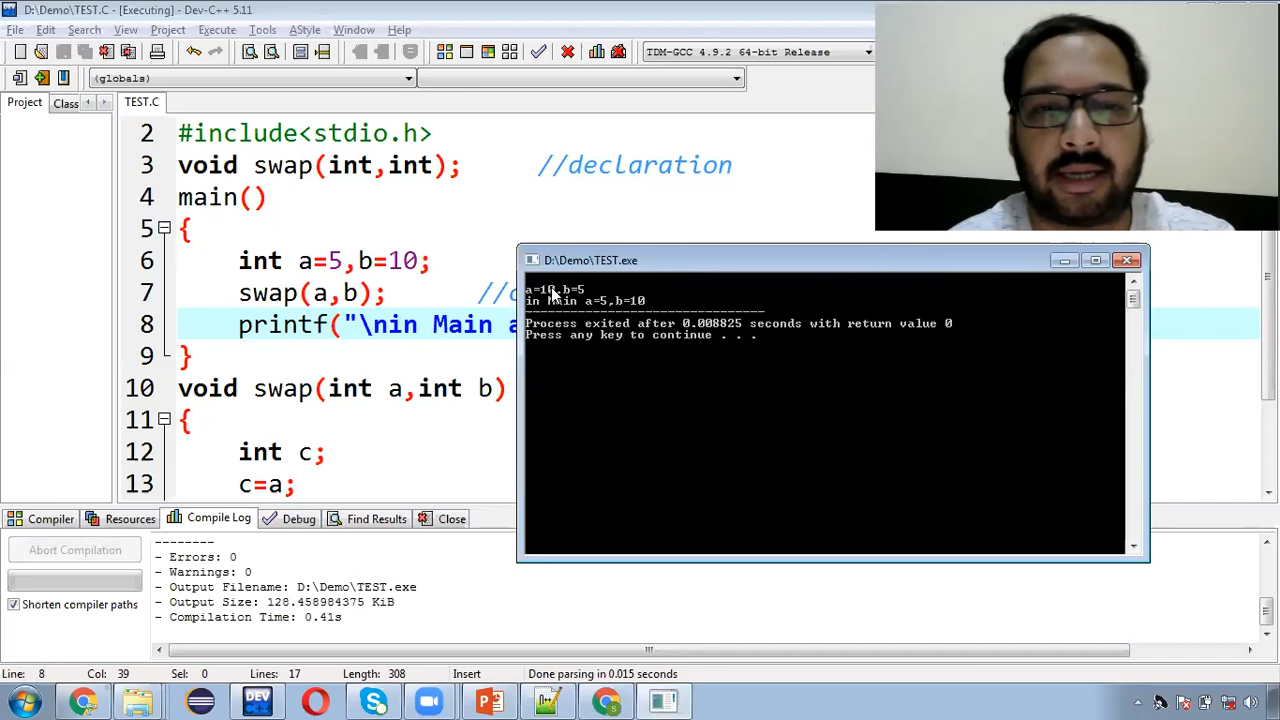 D:\Demo\TEST.C - [Executing] - Dev-C++ 5.11
File Edit Search View Project Execute Tools AStyle Window Help
TDM-GCC 4.9.2 64-bit Release
(globals)
Project Class TEST.C
2 #include<stdio.h>
3 void swap(int,int); //declaration
4 main()
5 {
6 int a=5,b=10;
7 swap(a,b); //
8 printf("\nin Main a
9 }
10 void swap(int a,int b)
11 {
12 int c;
13 c=a;
D:\Demo\TEST.exe
a=10,b=5
in Main a=5,b=10
--------------------------------
Process exited after 0.008825 seconds with return value 0
Press any key to continue . . .
Compiler Resources Compile Log Debug Find Results Close
Abort Compilation
Shorten compiler paths
--------
- Errors: 0
- Warnings: 0
- Output Filename: D:\Demo\TEST.exe
- Output Size: 128.458984375 KiB
- Compilation Time: 0.41s
Line: 8 Col: 39 Sel: 0 Lines: 17 Length: 308 Insert Done parsing in 0.015 seconds
DEV C++